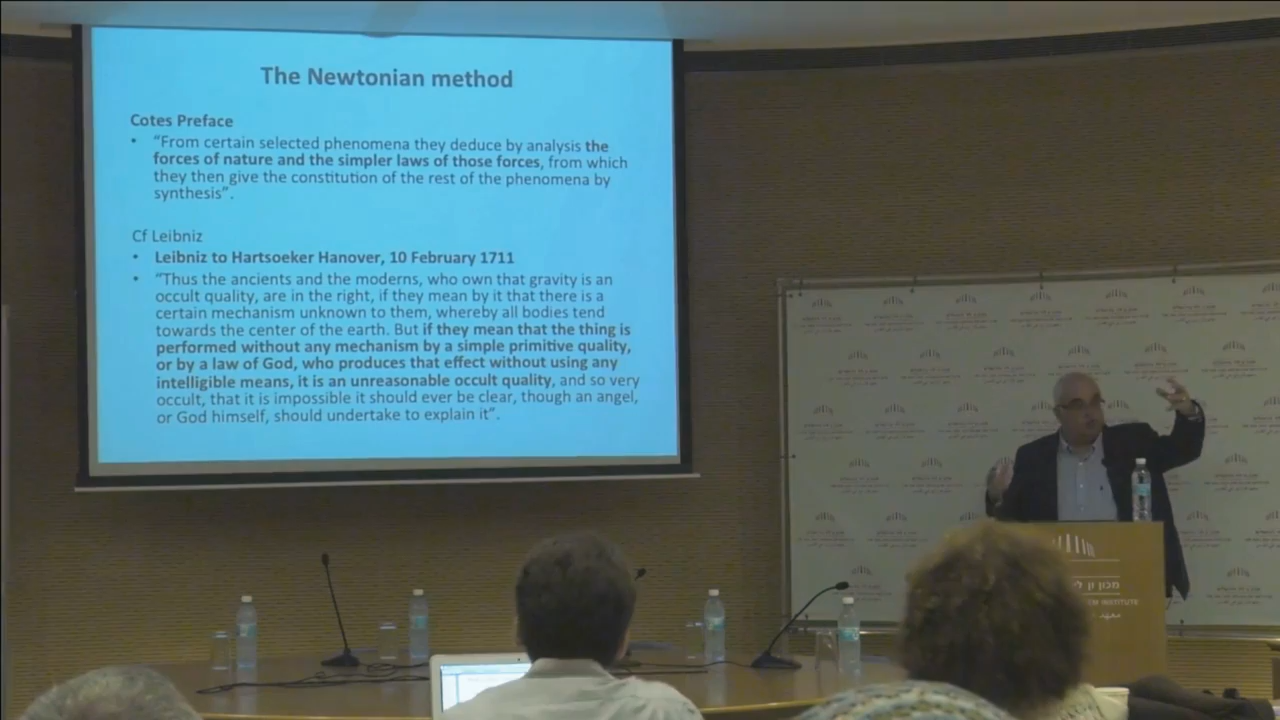 The Newtonian method
Cotes Preface
• “From certain selected phenomena they deduce by analysis the
forces of nature and the simpler laws of those forces, from which
they then give the constitution of the rest of the phenomena by
synthesis”.
Cf Leibniz
• Leibniz to Hartsoeker Hanover, 10 February 1711
• “Thus the ancients and the moderns, who own that gravity is an
occult quality, are in the right, if they mean by it that there is a
certain mechanism unknown to them, whereby all bodies tend
towards the center of the earth. But if they mean that the thing is
performed without any mechanism by a simple primitive quality,
or by a law of God, who produces that effect without using any
intelligible means, it is an unreasonable occult quality, and so very
occult, that it is impossible it should ever be clear, though an angel,
or God himself, should undertake to explain it”.
מכון ון
INSTITUTE